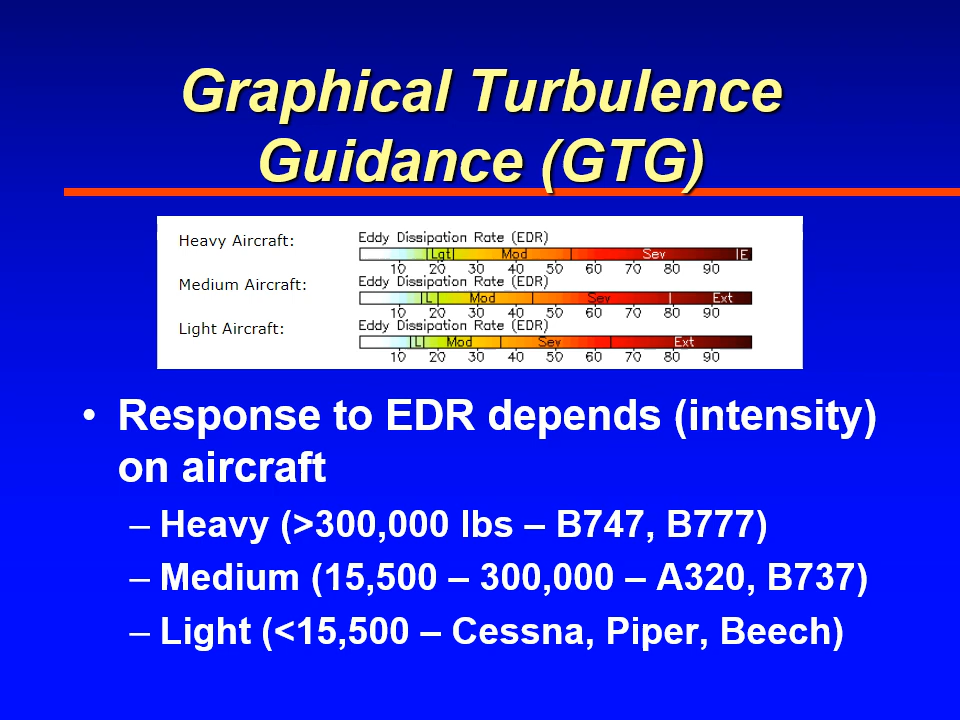 Graphical Turbulence
Guidance (GTG)
Heavy Aircraft:
Eddy Dissipation Rate (EDR)
Lgt Mod Sev E
10 20 30 40 50 60 70 80 90
Medium Aircraft:
Eddy Dissipation Rate (EDR)
L Mod Sev Ext
10 20 30 40 50 60 70 80 90
Light Aircraft:
Eddy Dissipation Rate (EDR)
L Mod Sev Ext
10 20 30 40 50 60 70 80 90
• Response to EDR depends (intensity)
on aircraft
– Heavy (>300,000 lbs – B747, B777)
– Medium (15,500 – 300,000 – A320, B737)
– Light (<15,500 – Cessna, Piper, Beech)